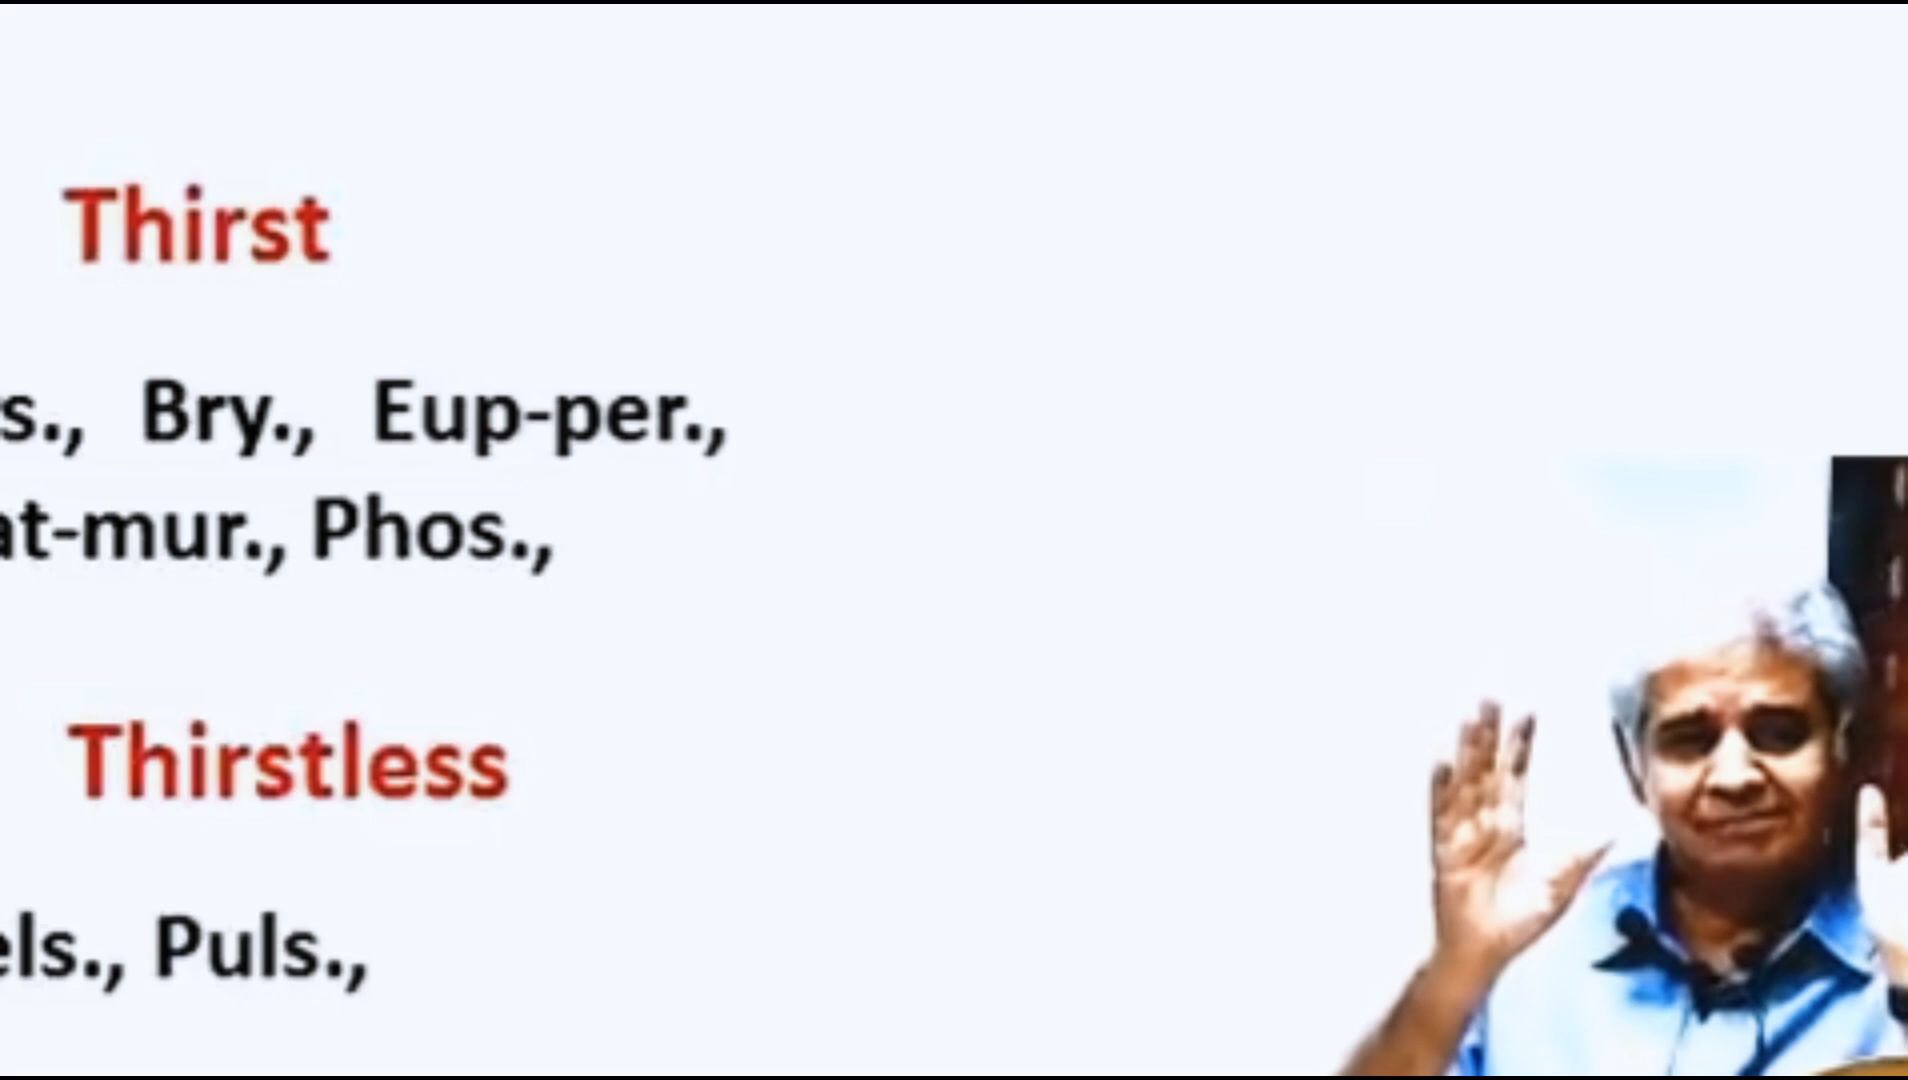 Thirst
s., Bry., Eup-per.,
at-mur., Phos.,
Thirstless
els., Puls.,